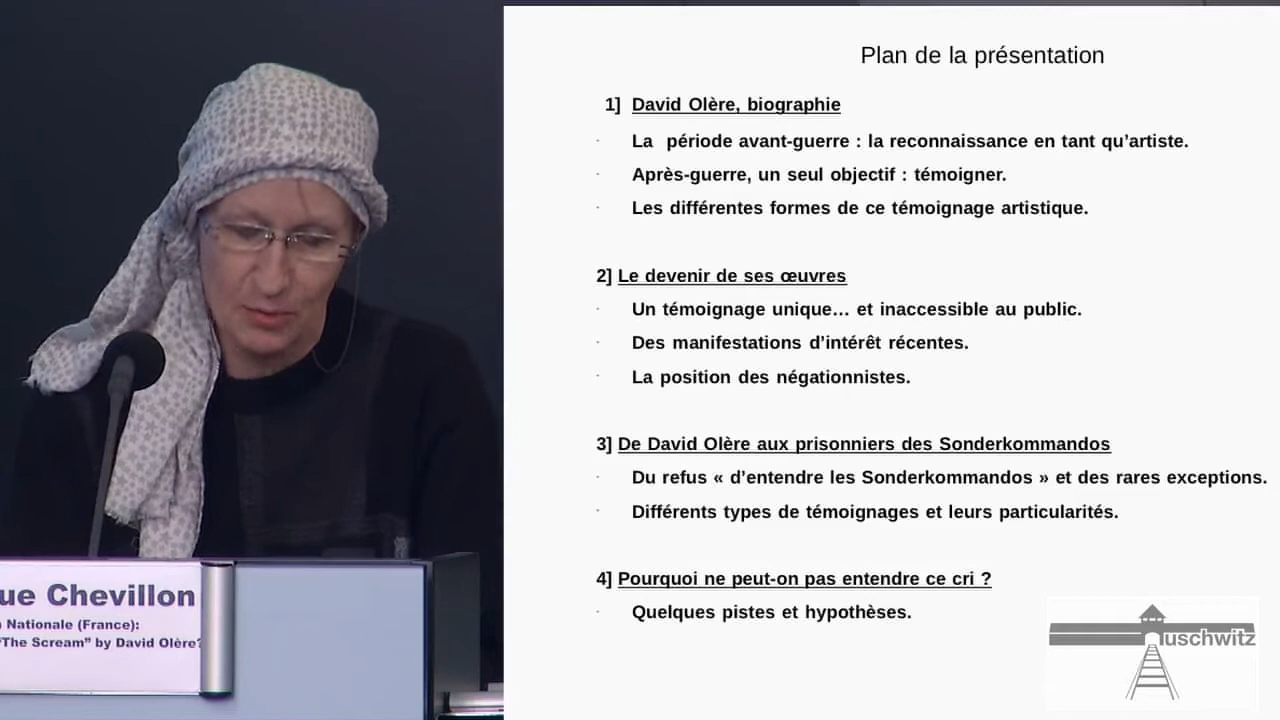 Plan de la présentation
1] David Olère, biographie
· La période avant-guerre : la reconnaissance en tant qu’artiste.
· Après-guerre, un seul objectif : témoigner.
· Les différentes formes de ce témoignage artistique.
2] Le devenir de ses œuvres
· Un témoignage unique… et inaccessible au public.
· Des manifestations d’intérêt récentes.
· La position des négationnistes.
3] De David Olère aux prisonniers des Sonderkommandos
· Du refus « d’entendre les Sonderkommandos » et des rares exceptions.
· Différents types de témoignages et leurs particularités.
4] Pourquoi ne peut-on pas entendre ce cri ?
· Quelques pistes et hypothèses.
uschwitz
ue Chevillon
Nationale (France):
“The Scream” by David Olère?